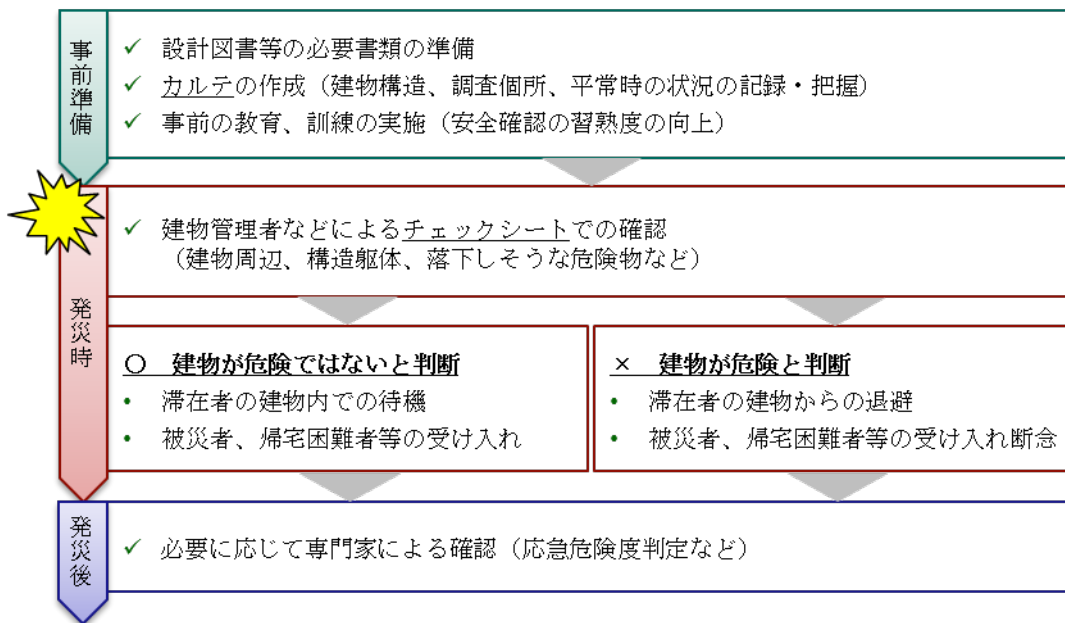 事前準備
✓ 設計図書等の必要書類の準備
✓ カルテの作成（建物構造、調査個所、平常時の状況の記録・把握）
✓ 事前の教育、訓練の実施（安全確認の習熟度の向上）
発災時
✓ 建物管理者などによるチェックシートでの確認
（建物周辺、構造躯体、落下しそうな危険物など）
○ 建物が危険ではないと判断
• 滞在者の建物内での待機
• 被災者、帰宅困難者等の受け入れ
× 建物が危険と判断
• 滞在者の建物からの退避
• 被災者、帰宅困難者等の受け入れ断念
発災後
✓ 必要に応じて専門家による確認（応急危険度判定など）